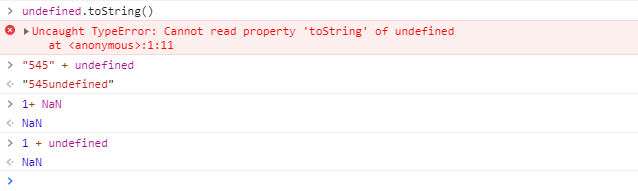 > undefined.toString()
Uncaught TypeError: Cannot read property 'toString' of undefined
at <anonymous>:1:11
> "545" + undefined
"545undefined"
> 1+ NaN
NaN
> 1 + undefined
NaN
>